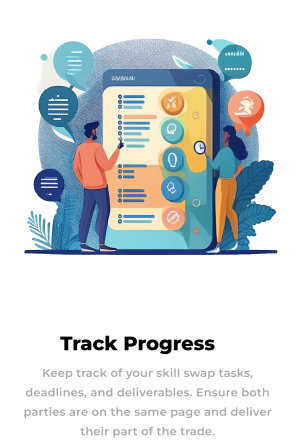 Track Progress
Keep track of your skill swap tasks,
deadlines, and deliverables. Ensure both
parties are on the same page and deliver
their part of the trade.